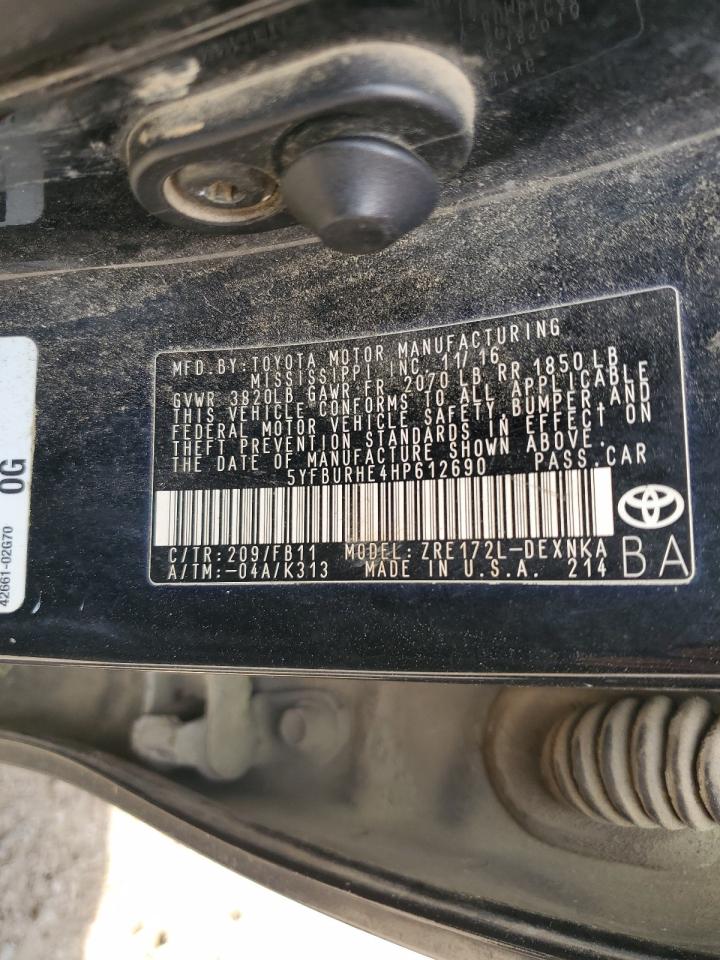 MFD. BY: TOYOTA MOTOR MANUFACTURING
MISSISSIPPI INC. 11/16
GVWR 3820LB GAWR FR 2070 LB RR 1850 LB
THIS VEHICLE CONFORMS TO ALL APPLICABLE
FEDERAL MOTOR VEHICLE SAFETY, BUMPER AND
THEFT PREVENTION STANDARDS IN EFFECT ON
THE DATE OF MANUFACTURE SHOWN ABOVE.
5YFBURHE4HP612690 PASS. CAR
C/TR: 209/FB11 MODEL: ZRE172L-DEXNKA
A/TM: -04A/K313 MADE IN U.S.A. 214
BA
0G
42661-02G70